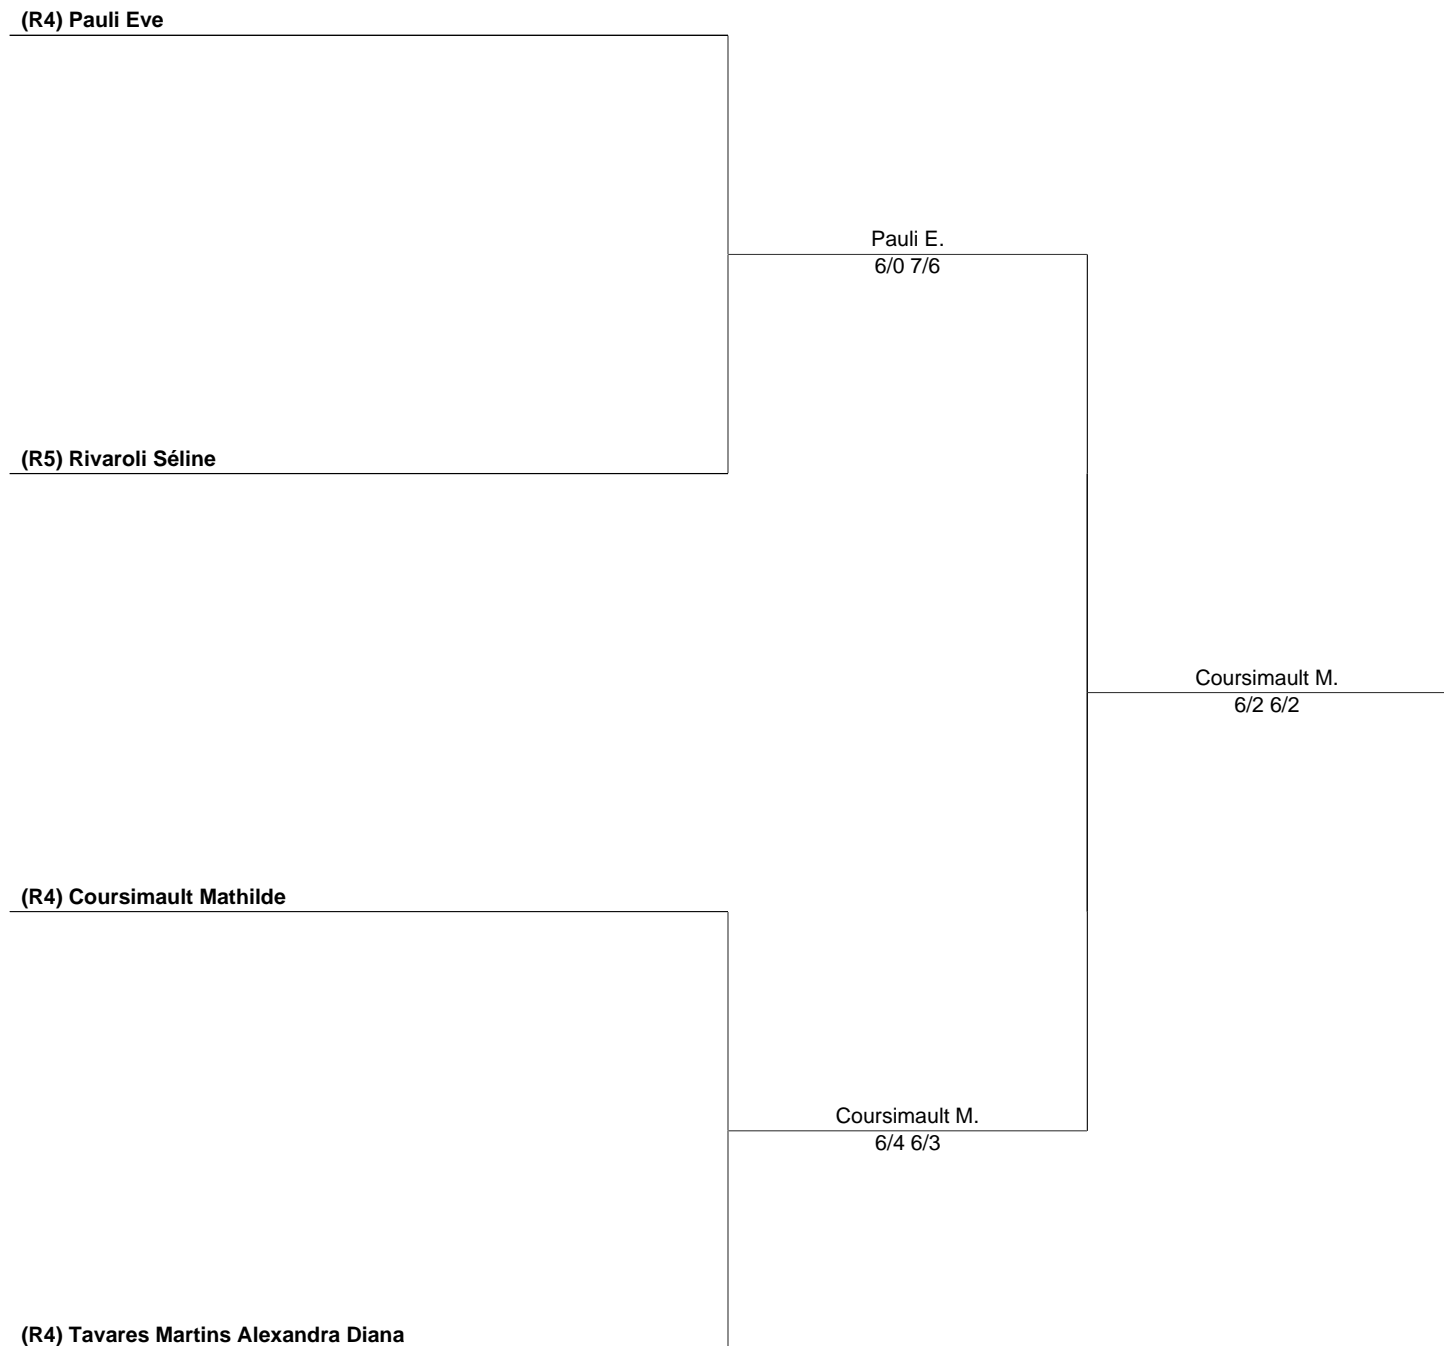 (R4) Pauli Eve
Pauli E.
6/0 7/6
(R5) Rivaroli Séline
Coursimault M.
6/2 6/2
(R4) Coursimault Mathilde
Coursimault M.
6/4 6/3
(R4) Tavares Martins Alexandra Diana